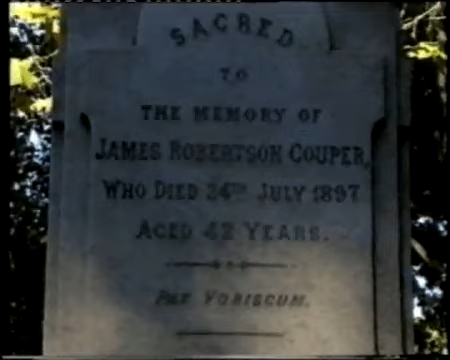 SACRED
TO
THE MEMORY OF
JAMES ROBERTSON COUPER,
WHO DIED 24TH JULY 1897
AGED 42 YEARS.
PAX VOBISCUM.